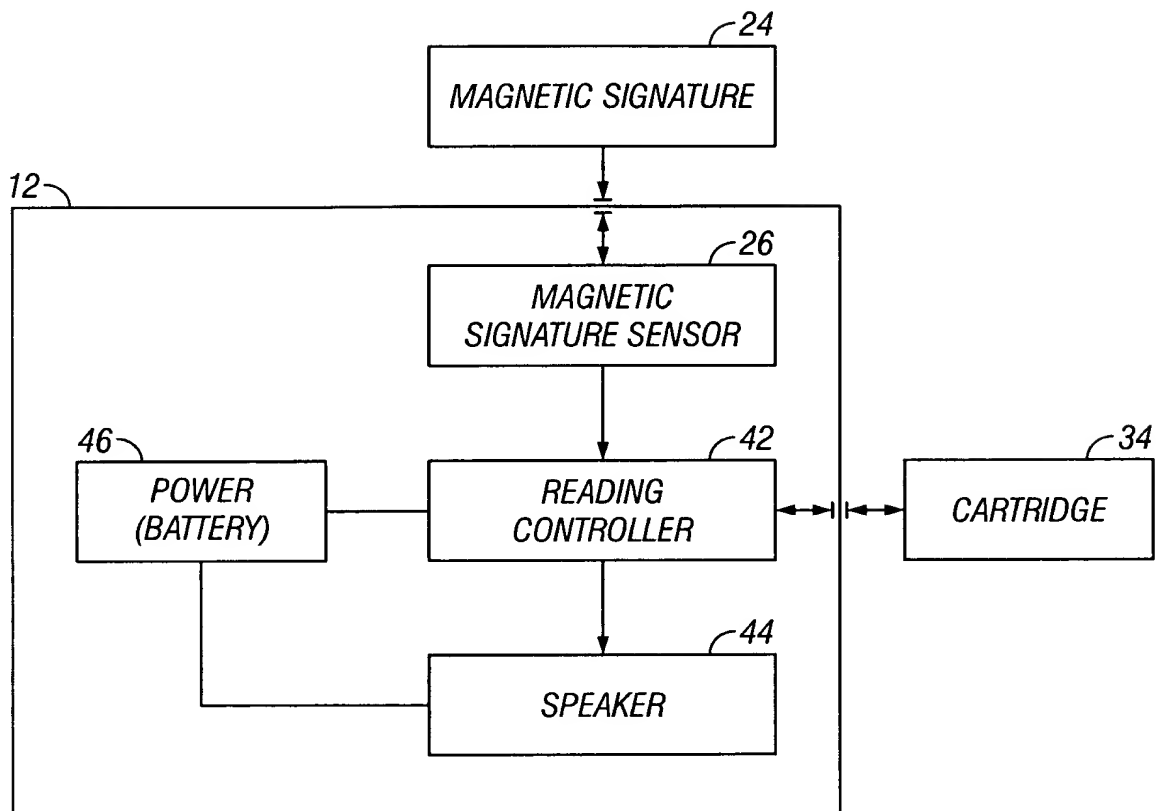 24
MAGNETIC SIGNATURE
12
26
MAGNETIC
SIGNATURE SENSOR
46
POWER
(BATTERY)
42
READING
CONTROLLER
34
CARTRIDGE
44
SPEAKER